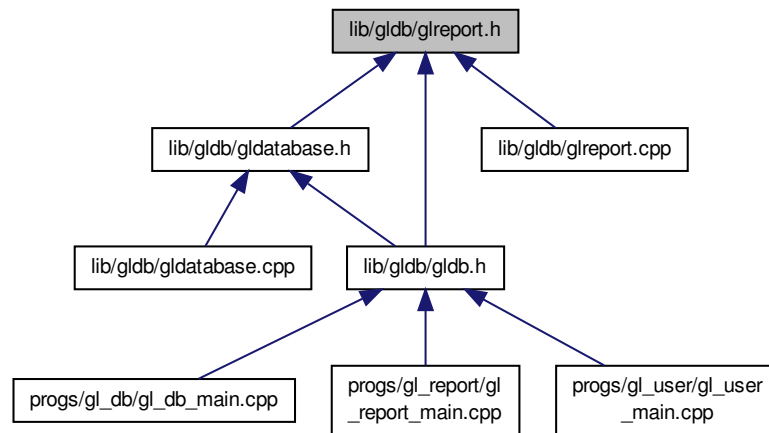 lib/gldb/glreport.h
lib/gldb/gldatabase.h
lib/gldb/glreport.cpp
lib/gldb/gldatabase.cpp
lib/gldb/gldb.h
progs/gl_db/gl_db_main.cpp
progs/gl_report/gl
_report_main.cpp
progs/gl_user/gl_user
_main.cpp